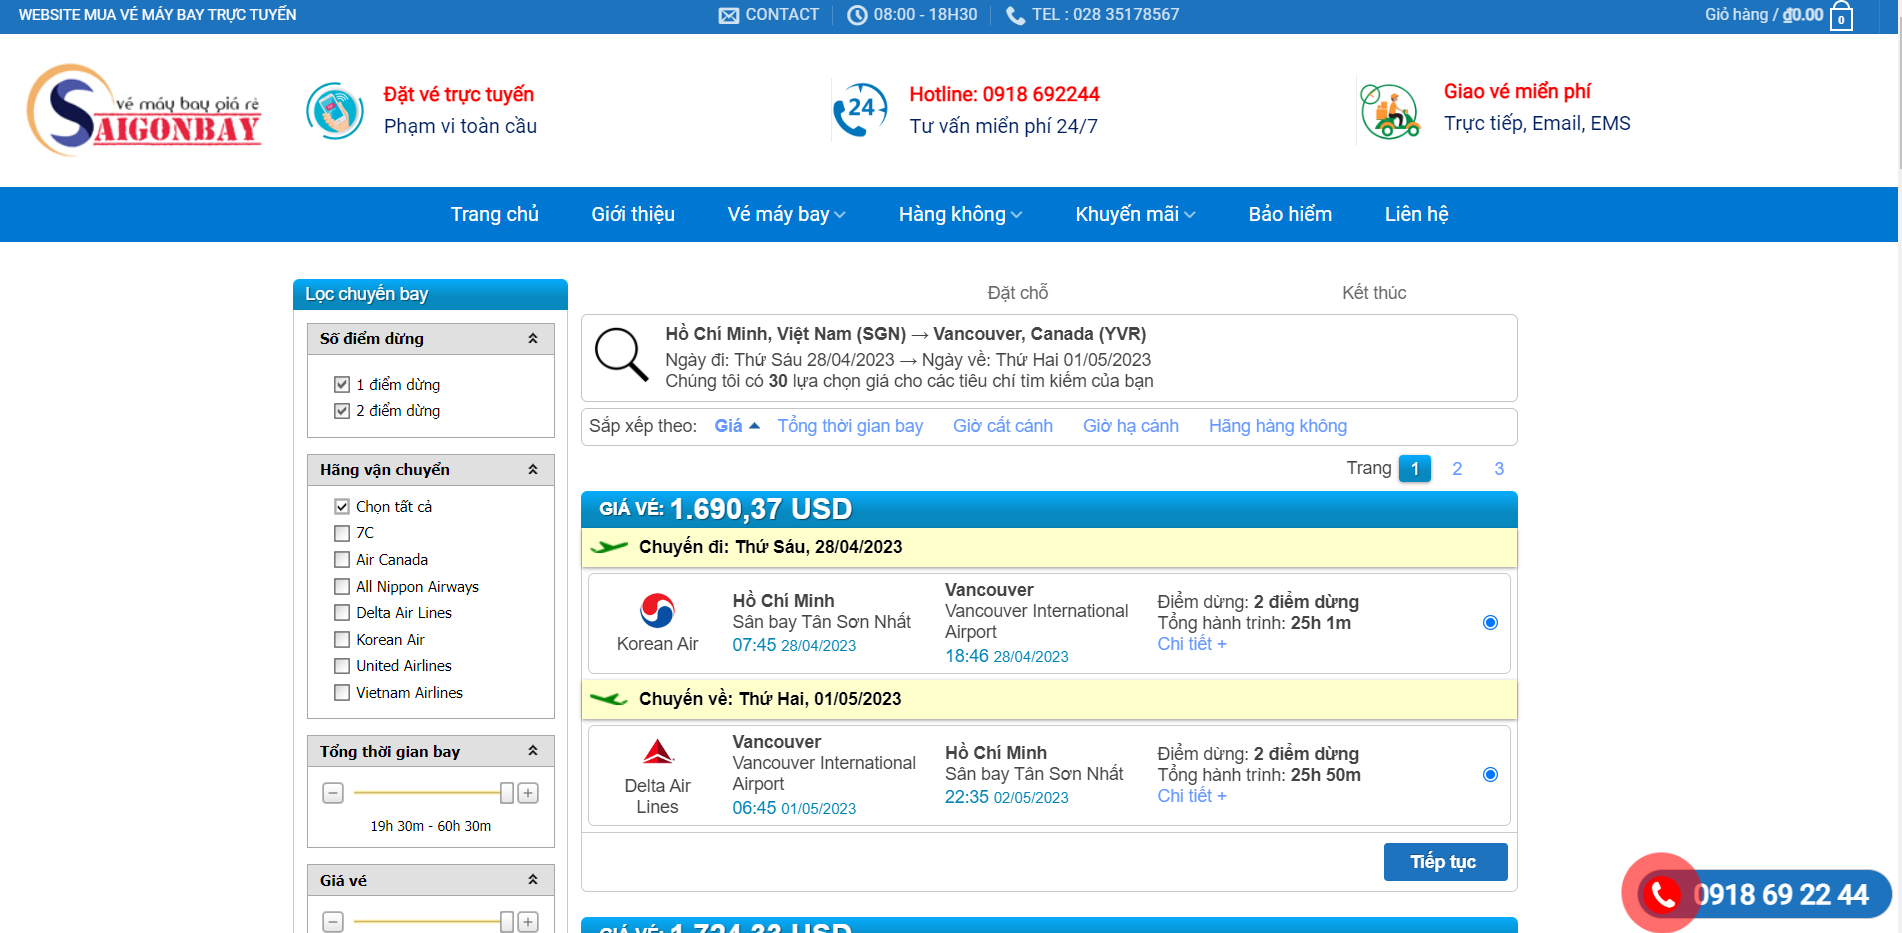 WEBSITE MUA VÉ MÁY BAY TRỰC TUYẾN
CONTACT
08:00 - 18H30
TEL : 028 35178567
Giỏ hàng / ₫0.00
0
vé máy bay giá rẻ
SAIGONBAY
Đặt vé trực tuyến
Phạm vi toàn cầu
24
Hotline: 0918 692244
Tư vấn miển phí 24/7
Giao vé miển phí
Trực tiếp, Email, EMS
Trang chủ
Giới thiệu
Vé máy bay
Hàng không
Khuyến mãi
Bảo hiểm
Liên hệ
Lọc chuyến bay
Số điểm dừng
1 điểm dừng
2 điểm dừng
Hãng vận chuyển
Chọn tất cả
7C
Air Canada
All Nippon Airways
Delta Air Lines
Korean Air
United Airlines
Vietnam Airlines
Tổng thời gian bay
19h 30m - 60h 30m
Giá vé
Đặt chỗ
Kết thúc
Hồ Chí Minh, Việt Nam (SGN) → Vancouver, Canada (YVR)
Ngày đi: Thứ Sáu 28/04/2023 → Ngày về: Thứ Hai 01/05/2023
Chúng tôi có 30 lựa chọn giá cho các tiêu chí tìm kiếm của bạn
Sắp xếp theo: Giá Tổng thời gian bay Giờ cất cánh Giờ hạ cánh Hãng hàng không
Trang 1 2 3
GIÁ VÉ: 1.690,37 USD
Chuyến đi: Thứ Sáu, 28/04/2023
Korean Air
Hồ Chí Minh
Sân bay Tân Sơn Nhất
07:45 28/04/2023
Vancouver
Vancouver International
Airport
18:46 28/04/2023
Điểm dừng: 2 điểm dừng
Tổng hành trình: 25h 1m
Chi tiết +
Chuyến về: Thứ Hai, 01/05/2023
Delta Air
Lines
Vancouver
Vancouver International
Airport
06:45 01/05/2023
Hồ Chí Minh
Sân bay Tân Sơn Nhất
22:35 02/05/2023
Điểm dừng: 2 điểm dừng
Tổng hành trình: 25h 50m
Chi tiết +
Tiếp tục
0918 69 22 44
GIÁ VÉ: 1.724,33 USD